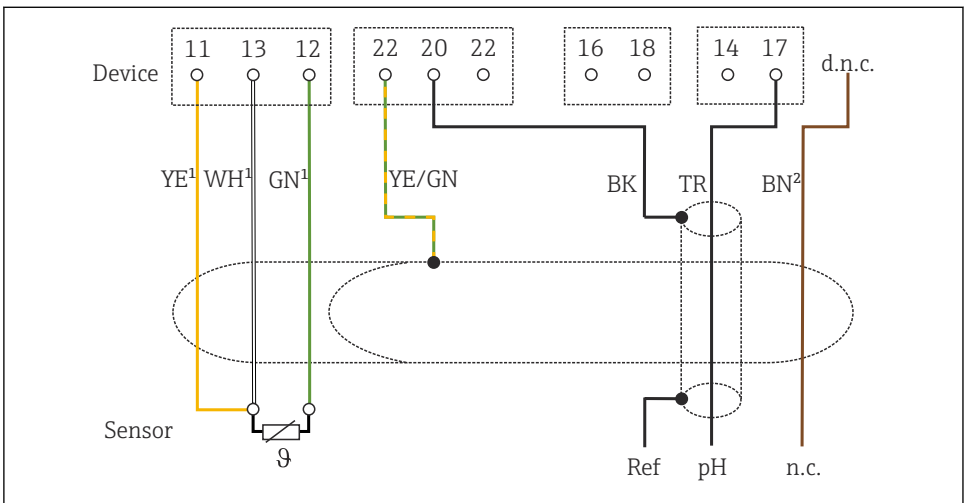 11 13 12 22 20 22 16 18 14 17
Device d.n.c.
YE¹ WH¹ GN¹ YE/GN BK TR BN²
Sensor
ϑ Ref pH n.c.